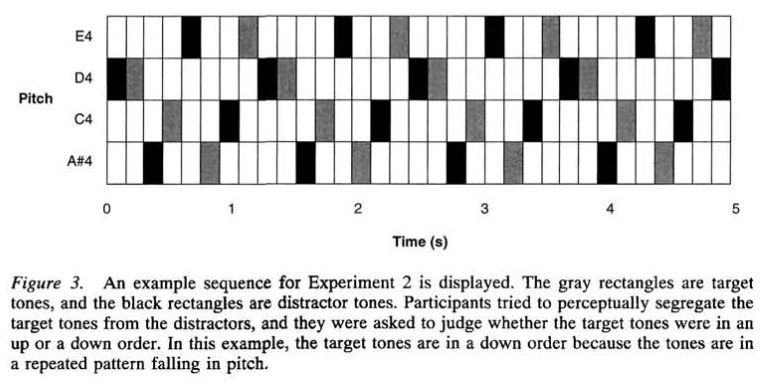 E4
D4
Pitch
C4
A#4
0 1 2 3 4 5
Time (s)
Figure 3. An example sequence for Experiment 2 is displayed. The gray rectangles are target
tones, and the black rectangles are distractor tones. Participants tried to perceptually segregate the
target tones from the distractors, and they were asked to judge whether the target tones were in an
up or a down order. In this example, the target tones are in a down order because the tones are in
a repeated pattern falling in pitch.